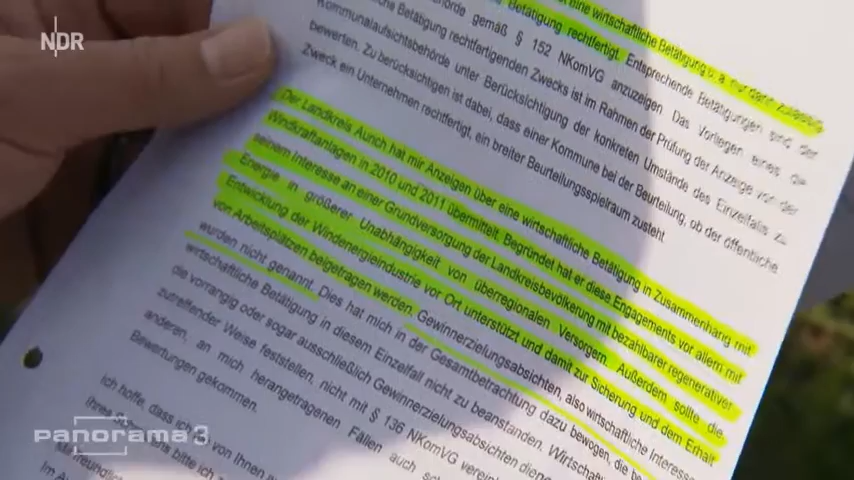 NDR
eine wirtschaftliche Betätigung u. a. nur dann zulässig
Betätigung rechtfertigt. Entsprechende Betätigungen sind der
gemäß § 152 NKomVG anzuzeigen. Das Vorliegen eines die
Betätigung rechtfertigenden Zwecks ist im Rahmen der Prüfung der Anzeige von der
Kommunalaufsichtsbehörde unter Berücksichtigung der konkreten Umstände des Einzelfalls zu
bewerten. Zu berücksichtigen ist dabei, dass einer Kommune bei der Beurteilung, ob der öffentliche
Zweck ein Unternehmen rechtfertigt, ein breiter Beurteilungsspielraum zusteht
Der Landkreis Aurich hat mir Anzeigen über eine wirtschaftliche Betätigung in Zusammenhang mit
Windkraftanlagen in 2010 und 2011 übermittelt. Begründet hat er diese Engagements vor allem mit
seinem Interesse an einer Grundversorgung der Landkreisbevölkerung mit bezahlbarer regenerativer
Energie in größerer Unabhängigkeit von überregionalen Versorgern. Außerdem sollte die
Entwicklung der Windenergieindustrie vor Ort unterstützt und damit zur Sicherung und dem Erhalt
von Arbeitsplätzen beigetragen werden. Gewinnerzielungsabsichten, also wirtschaftliche Interessen
wurden nicht genannt. Dies hat mich in der Gesamtbetrachtung dazu bewogen, die
wirtschaftliche Betätigung in diesem Einzelfall nicht zu beanstanden.
die vorrangig oder sogar ausschließlich Gewinnerzielungsabsichten
zutreffender Weise feststellen, nicht mit § 136 NKomVG
anderen, an mich herangetragenen Fällen auch
Bewertungen gekommen.
Ich hoffe, dass ich von Ihnen
bitte ich
Im
panorama 3